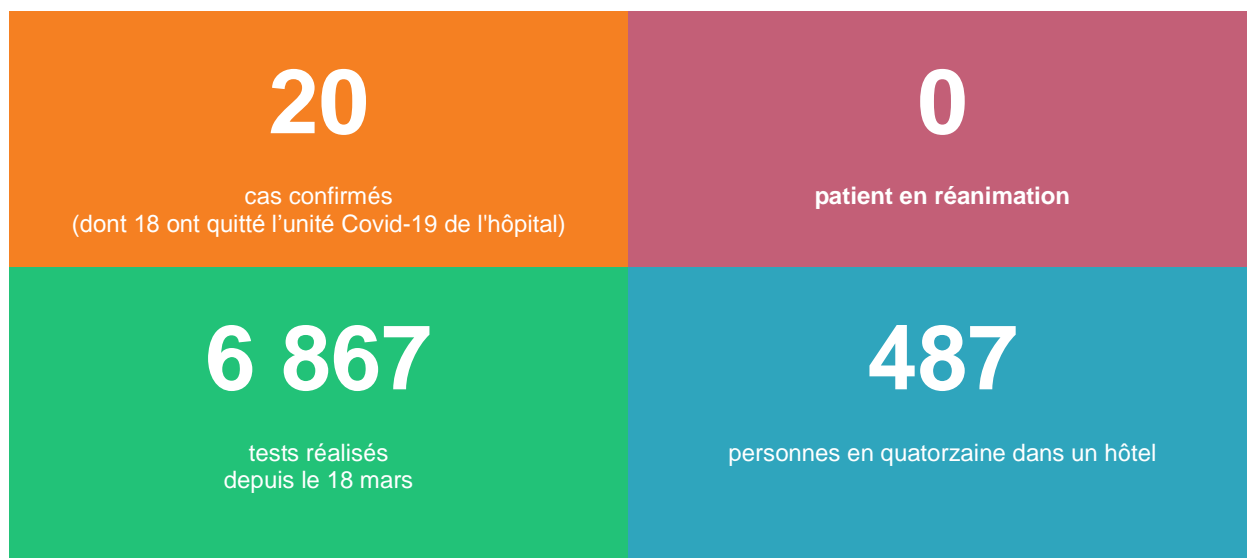 20
cas confirmés
(dont 18 ont quitté l’unité Covid-19 de l'hôpital)
0
patient en réanimation
6 867
tests réalisés
depuis le 18 mars
487
personnes en quatorzaine dans un hôtel